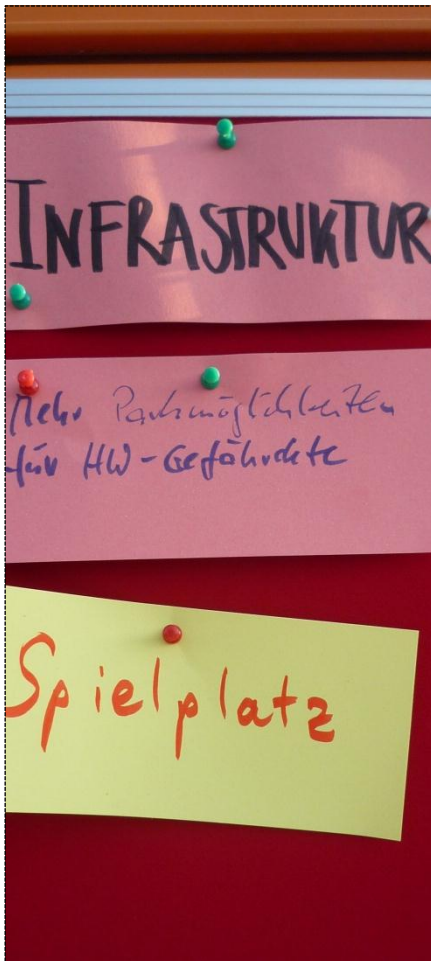 INFRASTRUKTUR
Mehr Parkmöglichkeiten
für HW-Gefährdete
Spielplatz